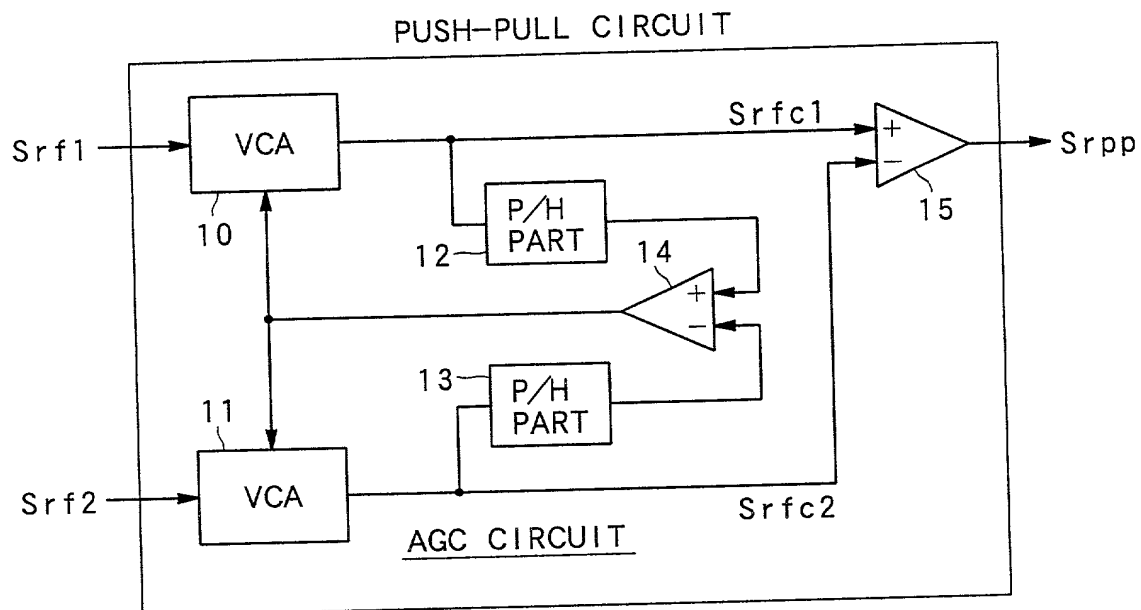 PUSH-PULL CIRCUIT
Srf1
VCA
10
Srfc1
+
−
15
Srpp
P/H
PART
12
14
+
−
13
P/H
PART
11
Srf2
VCA
Srfc2
AGC CIRCUIT